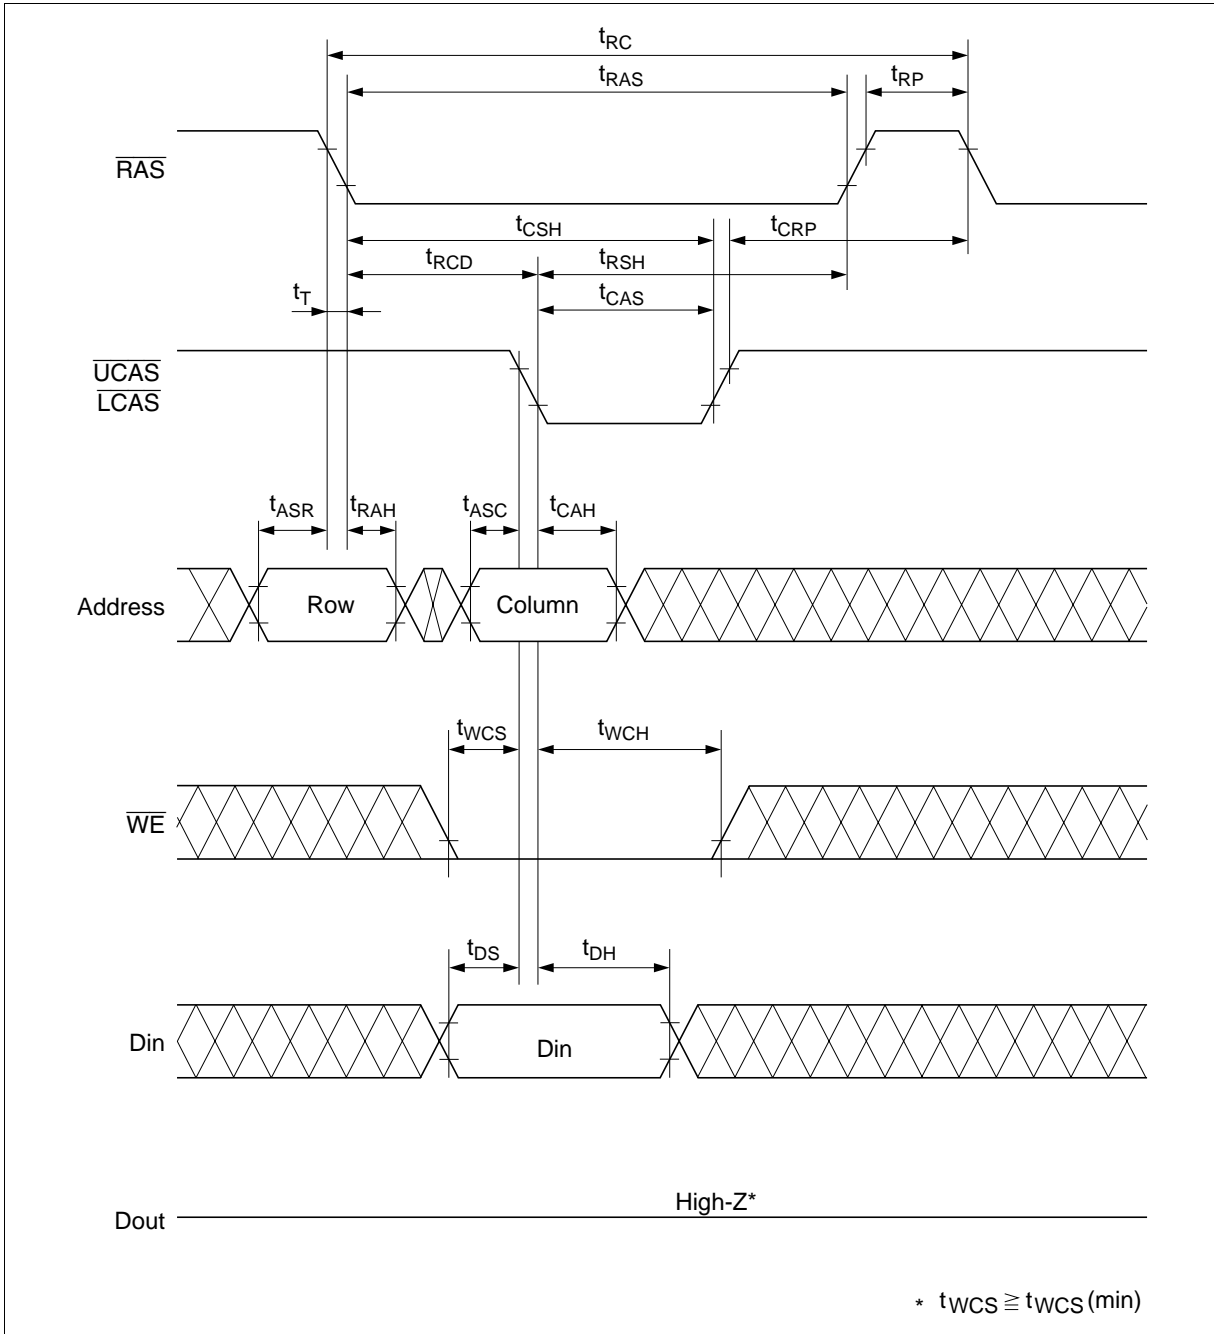 tRC
tRAS
tRP
RAS
tCSH
tCRP
tRCD
tRSH
tT
tCAS
UCAS
LCAS
tASR
tRAH
tASC
tCAH
Address
Row
Column
tWCS
tWCH
WE
tDS
tDH
Din
Din
High-Z*
Dout
* tWCS ≧ tWCS(min)